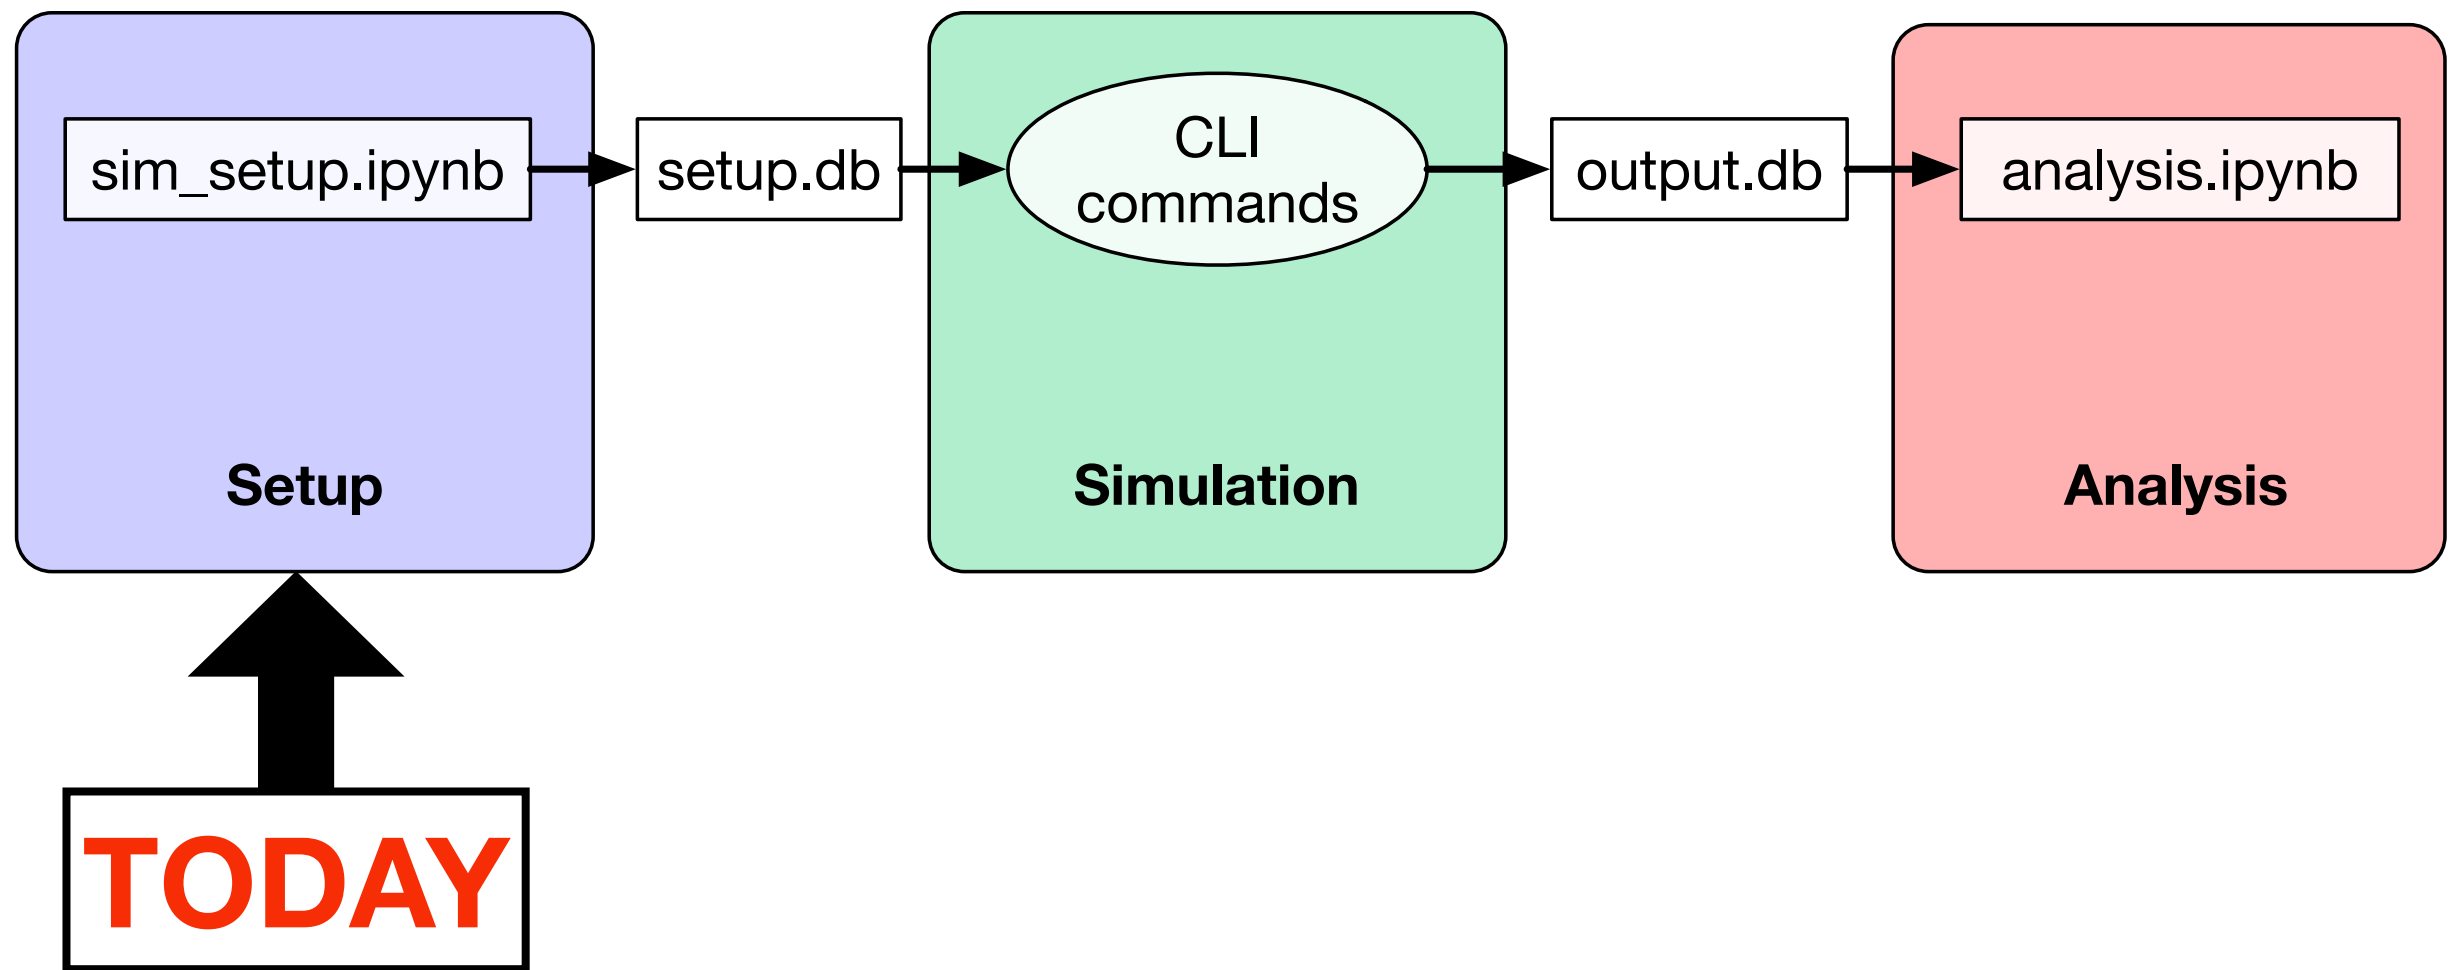 sim_setup.ipynb
setup.db
CLI
commands
output.db
analysis.ipynb
Setup
Simulation
Analysis
TODAY